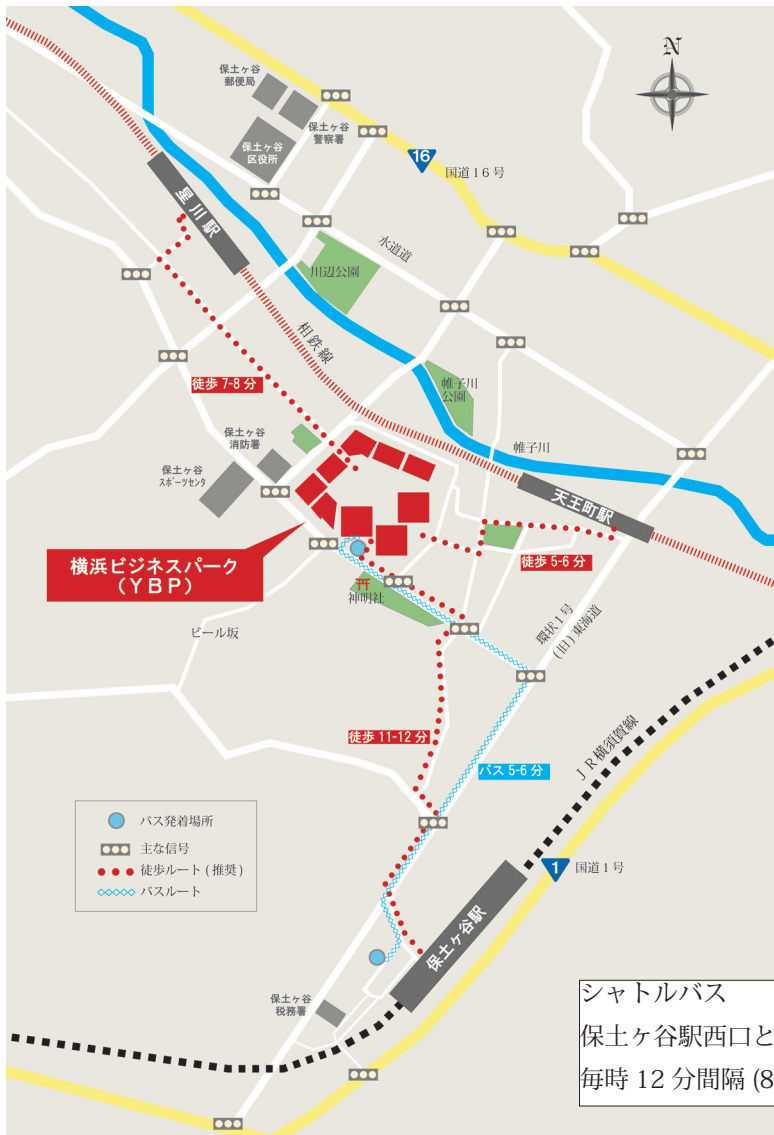 N
保土ヶ谷
郵便局
保土ヶ谷
警察署
保土ヶ谷
区役所
16
国道16号
星川駅
水道道
川辺公園
相鉄線
徒歩 7-8 分
帷子川
公園
保土ヶ谷
消防署
保土ヶ谷
スポーツセンタ
帷子川
天王町駅
横浜ビジネスパーク
(YBP)
徒歩 5-6 分
神明社
環状1号
(旧)東海道
ビール坂
徒歩 11-12 分
バス 5-6 分
JR横須賀線
バス発着場所
主な信号
徒歩ルート(推奨)
バスルート
1
国道1号
保土ヶ谷駅
保土ヶ谷
税務署
シャトルバス
保土ケ谷駅西口と
毎時 12 分間隔 (8